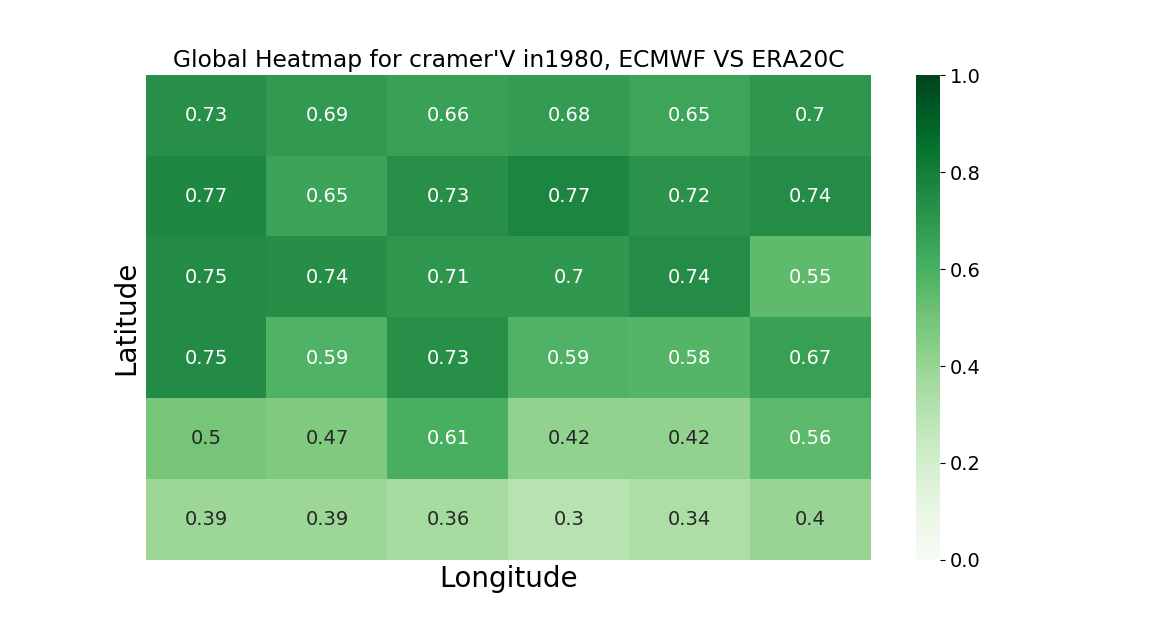 Global Heatmap for cramer'V in1980, ECMWF VS ERA20C
0.73 0.69 0.66 0.68 0.65 0.7
0.77 0.65 0.73 0.77 0.72 0.74
0.75 0.74 0.71 0.7 0.74 0.55
0.75 0.59 0.73 0.59 0.58 0.67
0.5 0.47 0.61 0.42 0.42 0.56
0.39 0.39 0.36 0.3 0.34 0.4
Latitude
Longitude
1.0
0.8
0.6
0.4
0.2
0.0